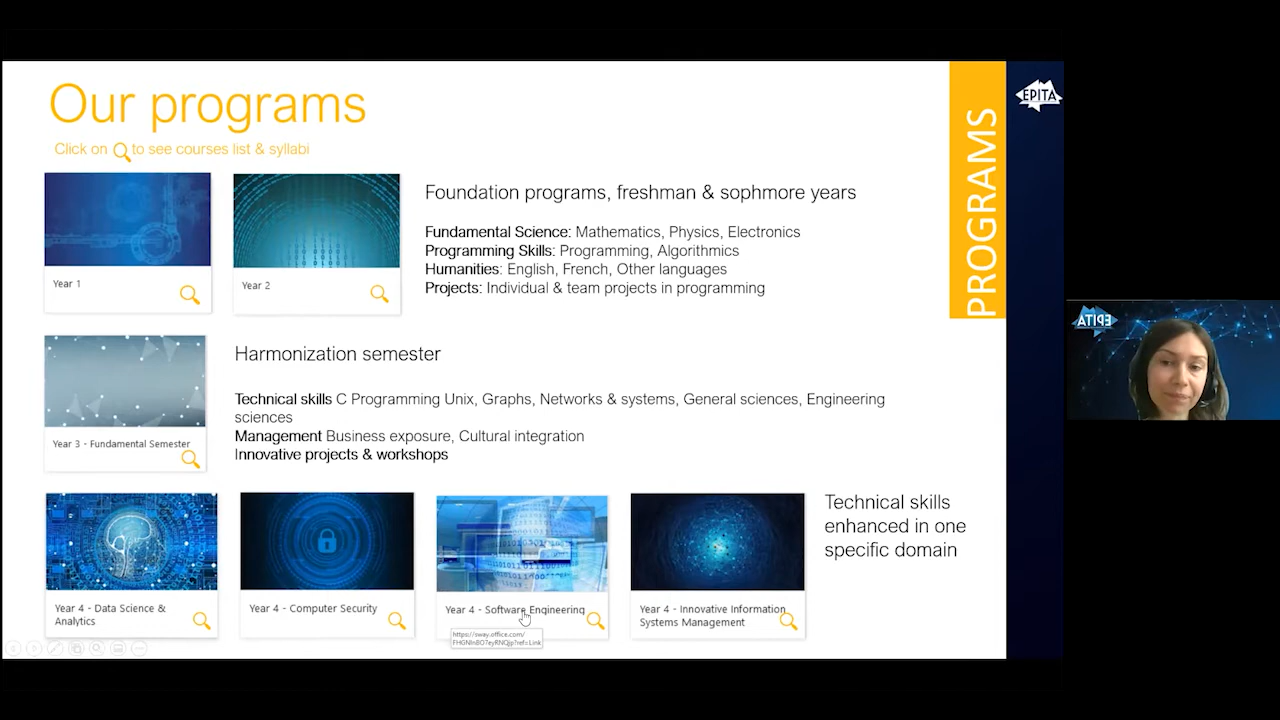 Our programs
Click on to see courses list & syllabi
PROGRAMS
EPITA
Year 1
Year 2
Foundation programs, freshman & sophmore years
Fundamental Science: Mathematics, Physics, Electronics
Programming Skills: Programming, Algorithmics
Humanities: English, French, Other languages
Projects: Individual & team projects in programming
EPITA
Year 3 - Fundamental Semester
Harmonization semester
Technical skills C Programming Unix, Graphs, Networks & systems, General sciences, Engineering
sciences
Management Business exposure, Cultural integration
Innovative projects & workshops
Year 4 - Data Science &
Analytics
Year 4 - Computer Security
Year 4 - Software Engineering
https://sway.office.com/
Year 4 - Innovative Information
Systems Management
Technical skills
enhanced in one
specific domain